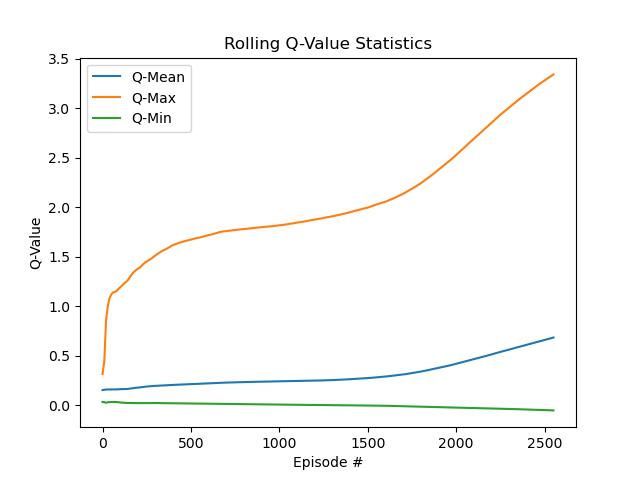 Rolling Q-Value Statistics
Q-Mean
Q-Max
Q-Min
Q-Value
3.5
3.0
2.5
2.0
1.5
1.0
0.5
0.0
0 500 1000 1500 2000 2500
Episode #